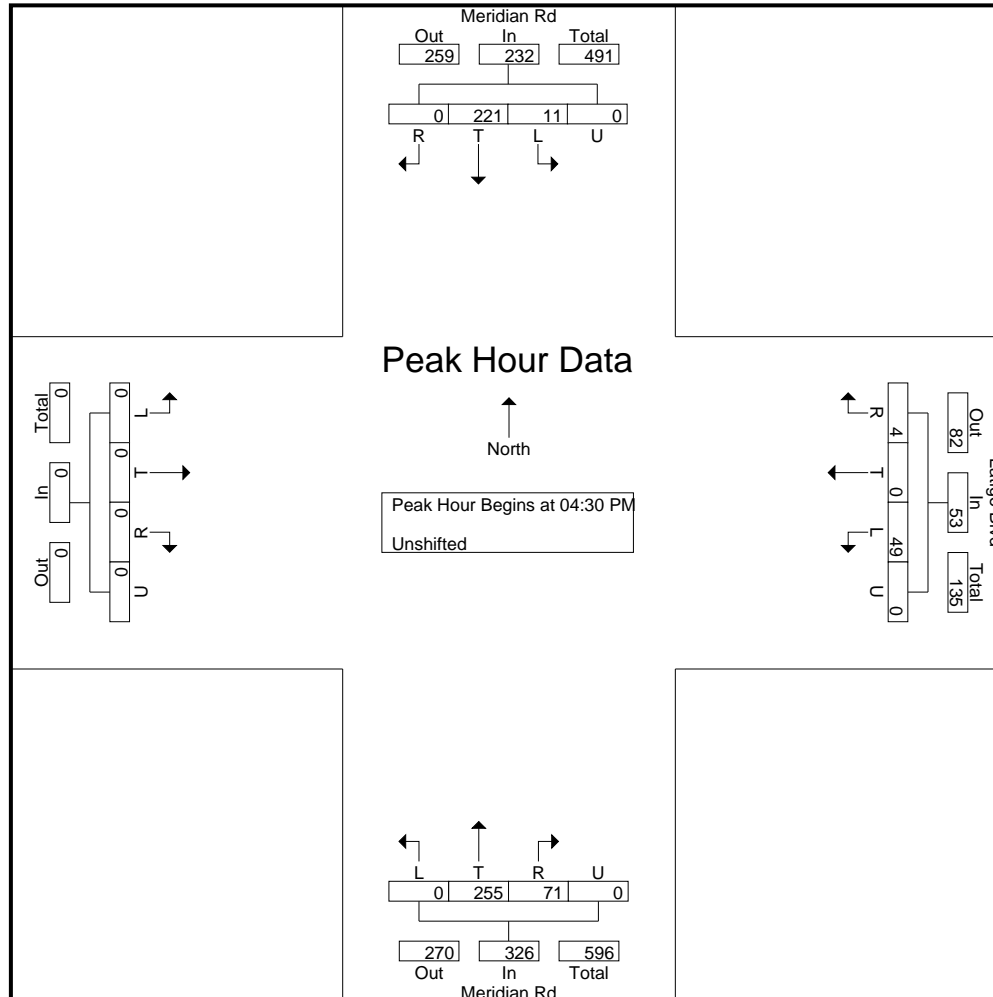 Meridian Rd
Out In Total
259 232 491
0 221 11 0
R T L U
Peak Hour Data
North
Peak Hour Begins at 04:30 PM
Unshifted
Total In Out
0 0 0
0 0 0 0
L T R U
R T L U
4 0 49 0
Out In Total
82 53 135
L T R U
0 255 71 0
270 326 596
Out In Total
Meridian Rd